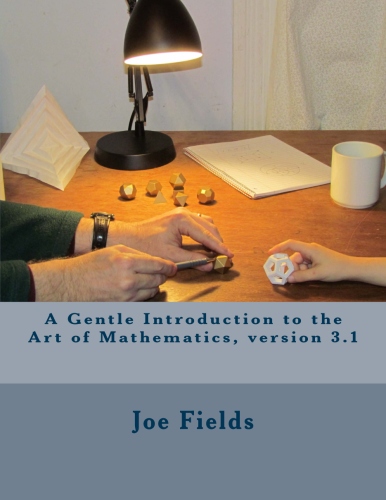 A Gentle Introduction to the
Art of Mathematics, version 3.1
Joe Fields